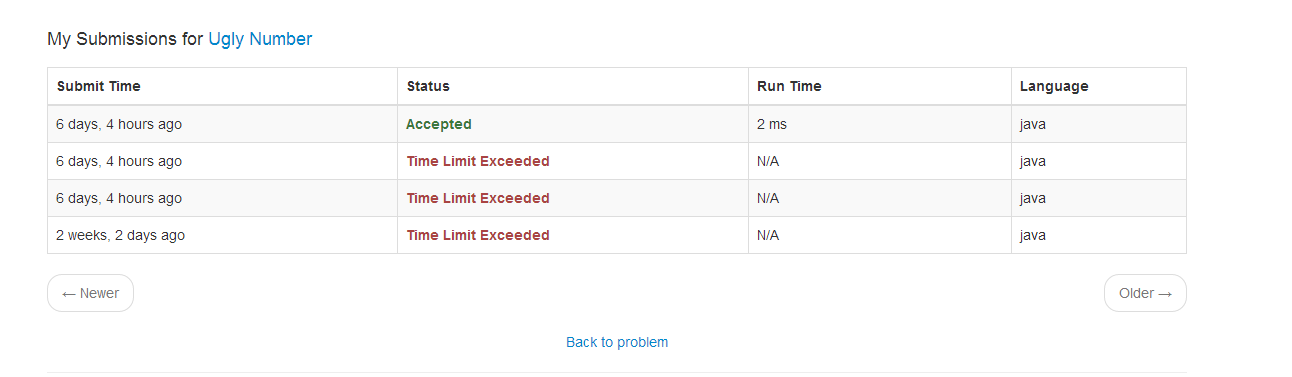 My Submissions for Ugly Number
Submit Time Status Run Time Language
6 days, 4 hours ago Accepted 2 ms java
6 days, 4 hours ago Time Limit Exceeded N/A java
6 days, 4 hours ago Time Limit Exceeded N/A java
2 weeks, 2 days ago Time Limit Exceeded N/A java
← Newer Older →
Back to problem